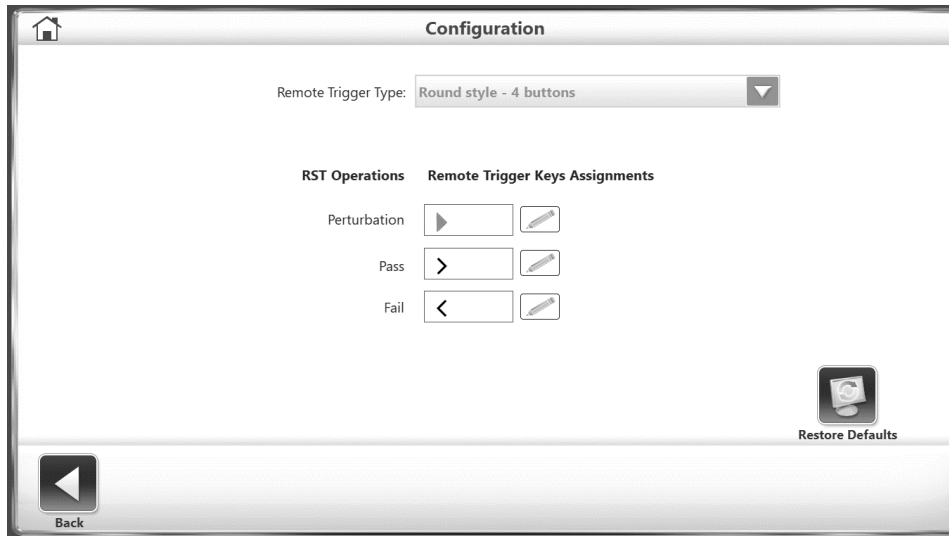 Configuration
Remote Trigger Type: Round style - 4 buttons
RST Operations Remote Trigger Keys Assignments
Perturbation
Pass >
Fail <
Restore Defaults
Back